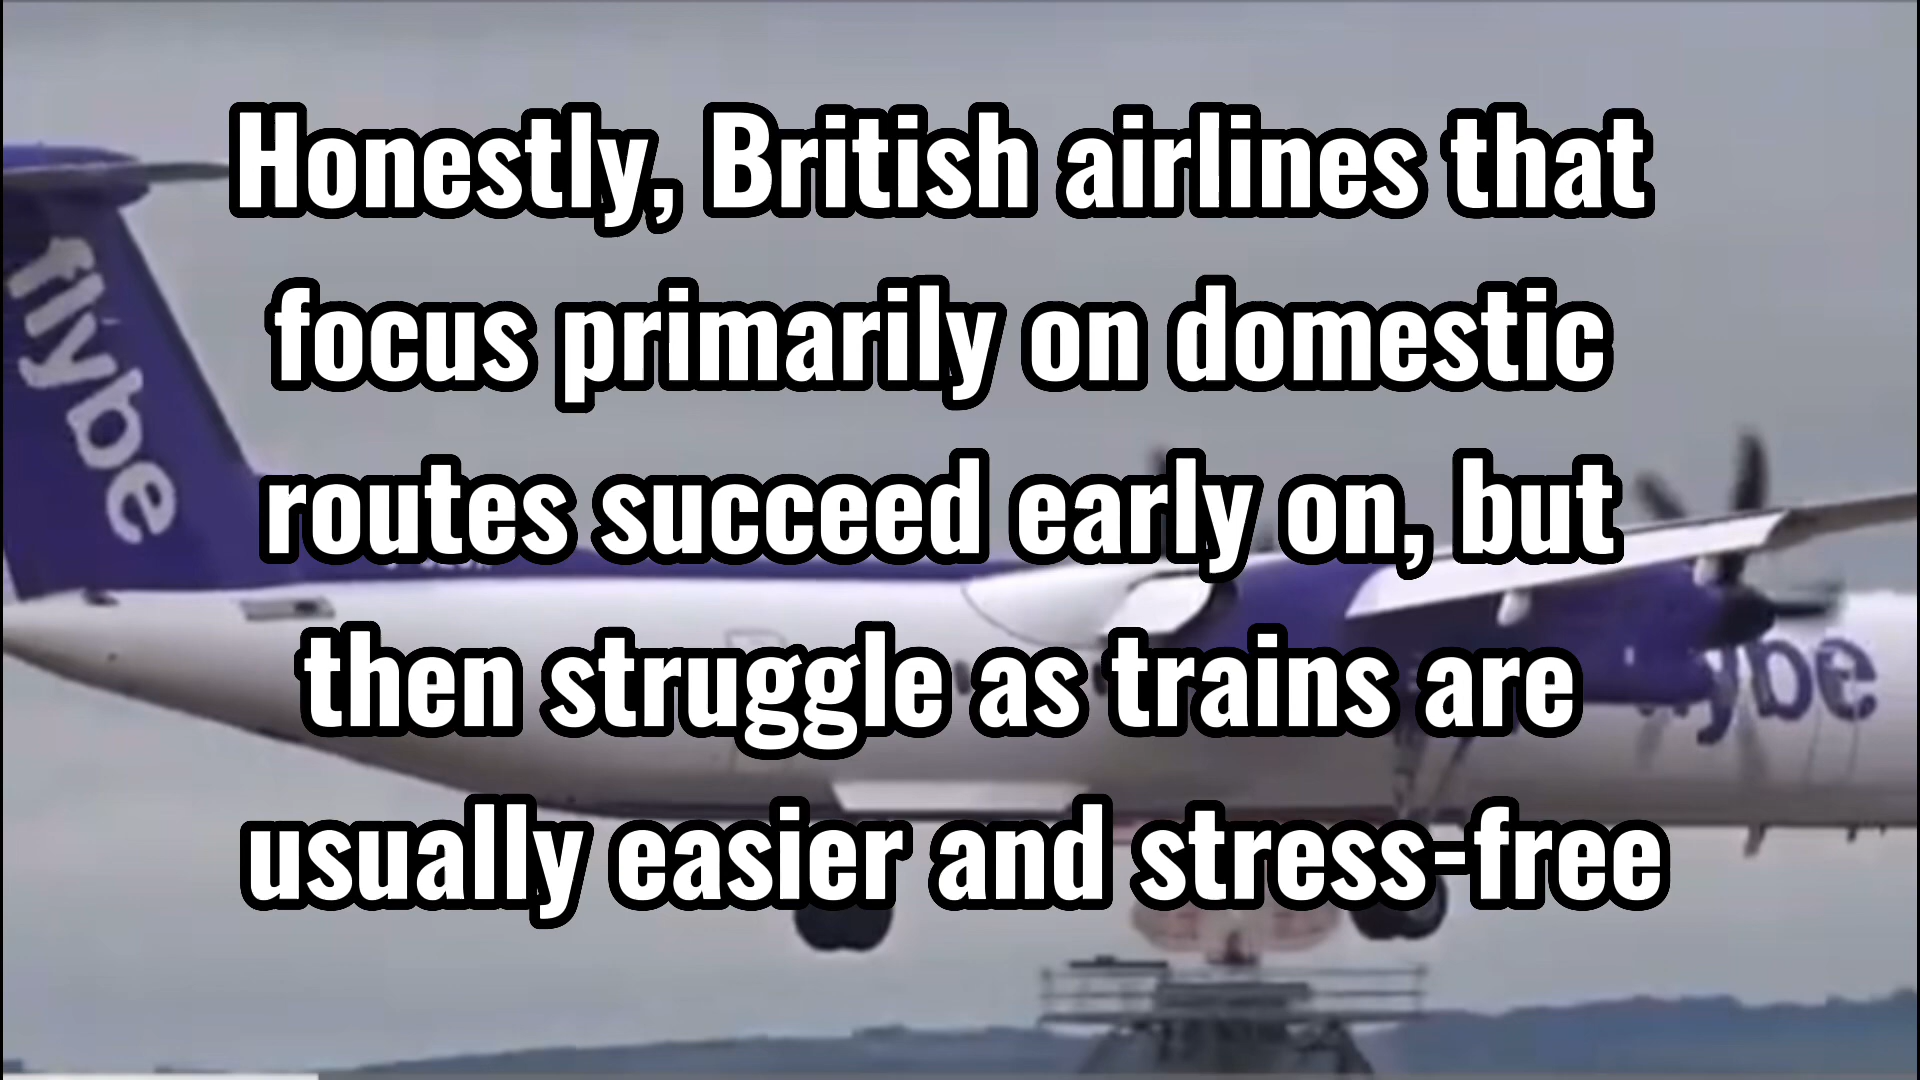 Honestly, British airlines that
focus primarily on domestic
routes succeed early on, but
then struggle as trains are
usually easier and stress-free
flybe
flybe